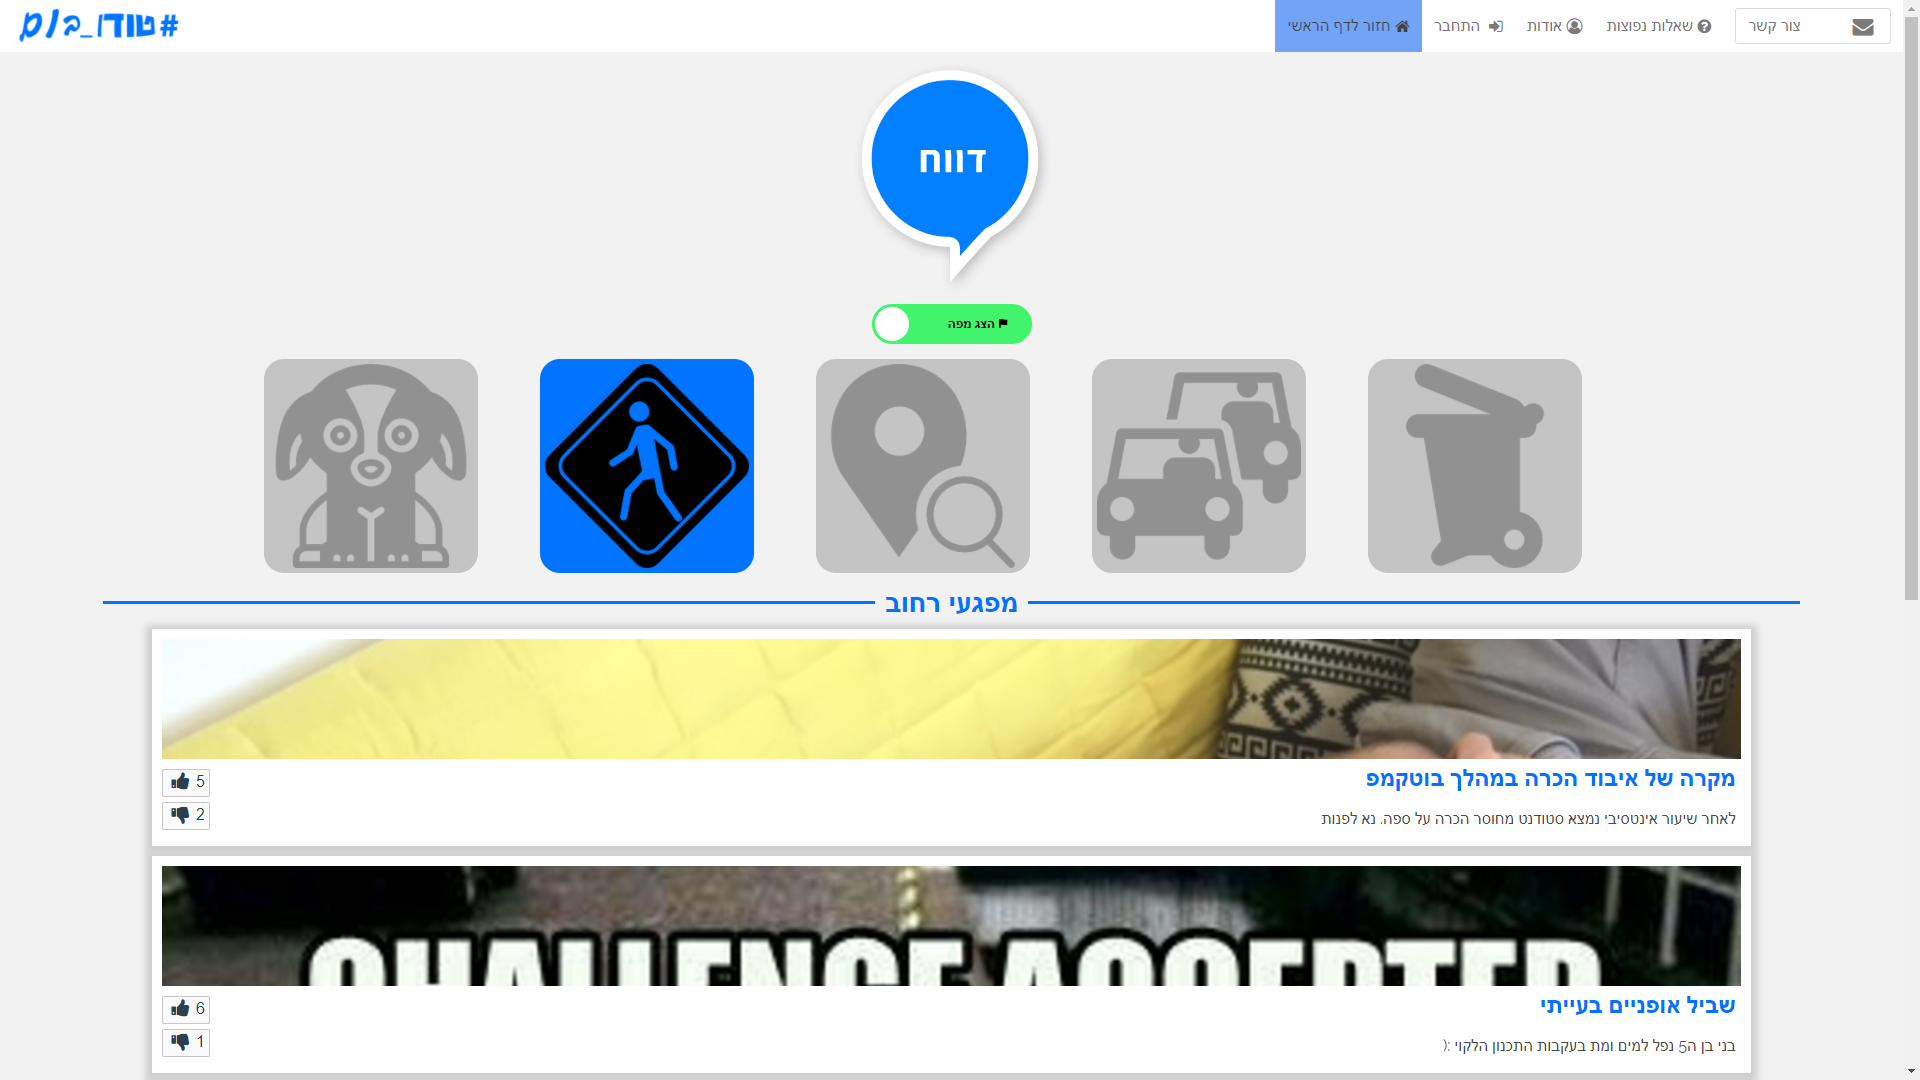 #טודו_בום
צור קשר
שאלות נפוצות
אודות
התחבר
חזור לדף הראשי
דווח
הצג מפה
מפגעי רחוב
מקרה של איבוד הכרה במהלך בוטקמפ
לאחר שיעור אינטסיבי נמצא סטודנט מחוסר הכרה על ספה. נא לפנות
5
2
CHALLENGE ACCEPTED
שביל אופניים בעייתי
בני בן ה5 נפל למים ומת בעקבות התכנון הלקוי :(
6
1